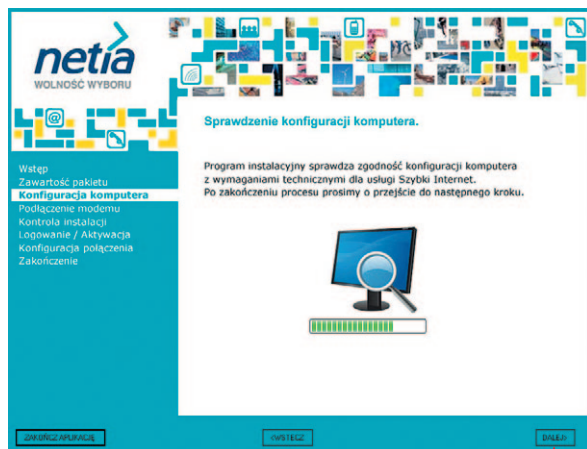 netia
WOLNOŚĆ WYBORU
Sprawdzenie konfiguracji komputera.
Program instalacyjny sprawdza zgodność konfiguracji komputera
z wymaganiami technicznymi dla usługi Szybki Internet.
Po zakończeniu procesu prosimy o przejście do następnego kroku.
Wstęp
Zawartość pakietu
Konfiguracja komputera
Podłączenie modemu
Kontrola instalacji
Logowanie / Aktywacja
Konfiguracja połączenia
Zakończenie
ZAKOŃCZ APLIKACJĘ
<WSTECZ
DALEJ>